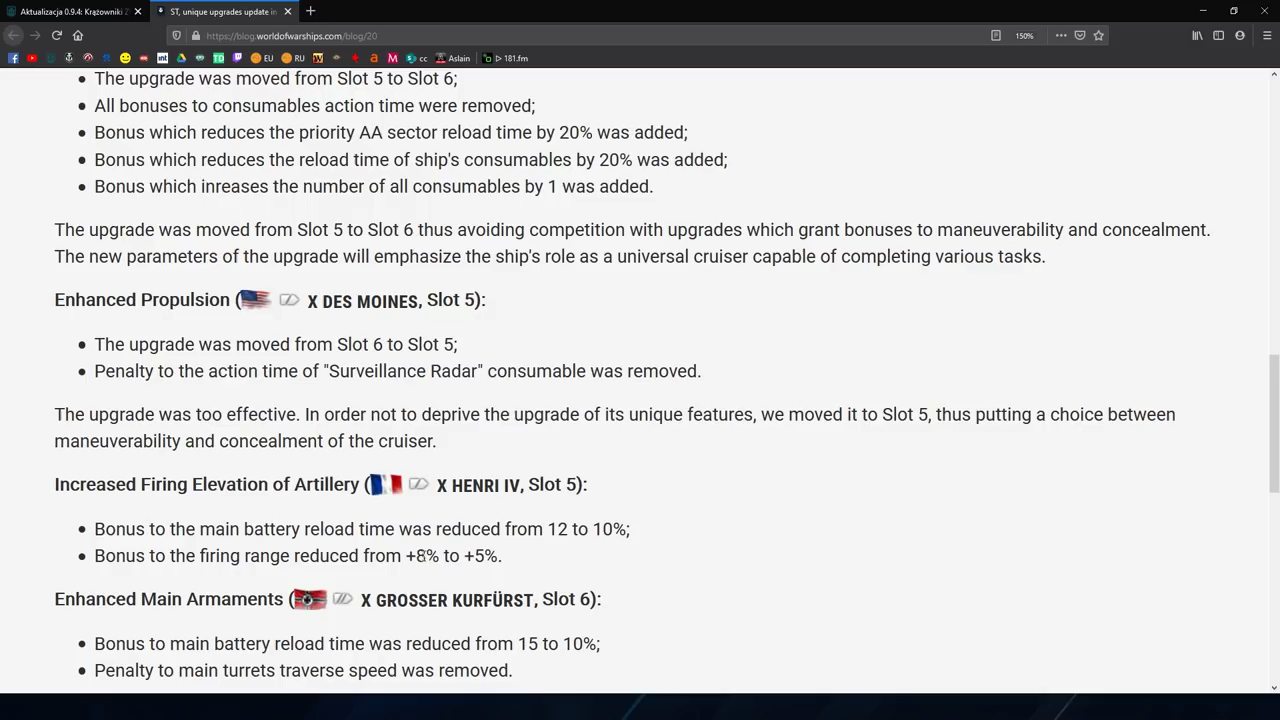 Aktualizacja 0.9.4: Krążowniki Z
ST, unique upgrades update in
https://blog.worldofwarships.com/blog/20
150%
int
TD
EU
RU
cc
Aslain
181.fm
The upgrade was moved from Slot 5 to Slot 6;
All bonuses to consumables action time were removed;
Bonus which reduces the priority AA sector reload time by 20% was added;
Bonus which reduces the reload time of ship's consumables by 20% was added;
Bonus which inreases the number of all consumables by 1 was added.
The upgrade was moved from Slot 5 to Slot 6 thus avoiding competition with upgrades which grant bonuses to maneuverability and concealment.
The new parameters of the upgrade will emphasize the ship's role as a universal cruiser capable of completing various tasks.
Enhanced Propulsion ( X DES MOINES, Slot 5):
The upgrade was moved from Slot 6 to Slot 5;
Penalty to the action time of "Surveillance Radar" consumable was removed.
The upgrade was too effective. In order not to deprive the upgrade of its unique features, we moved it to Slot 5, thus putting a choice between
maneuverability and concealment of the cruiser.
Increased Firing Elevation of Artillery ( X HENRI IV, Slot 5):
Bonus to the main battery reload time was reduced from 12 to 10%;
Bonus to the firing range reduced from +8% to +5%.
Enhanced Main Armaments ( X GROSSER KURFÜRST, Slot 6):
Bonus to main battery reload time was reduced from 15 to 10%;
Penalty to main turrets traverse speed was removed.